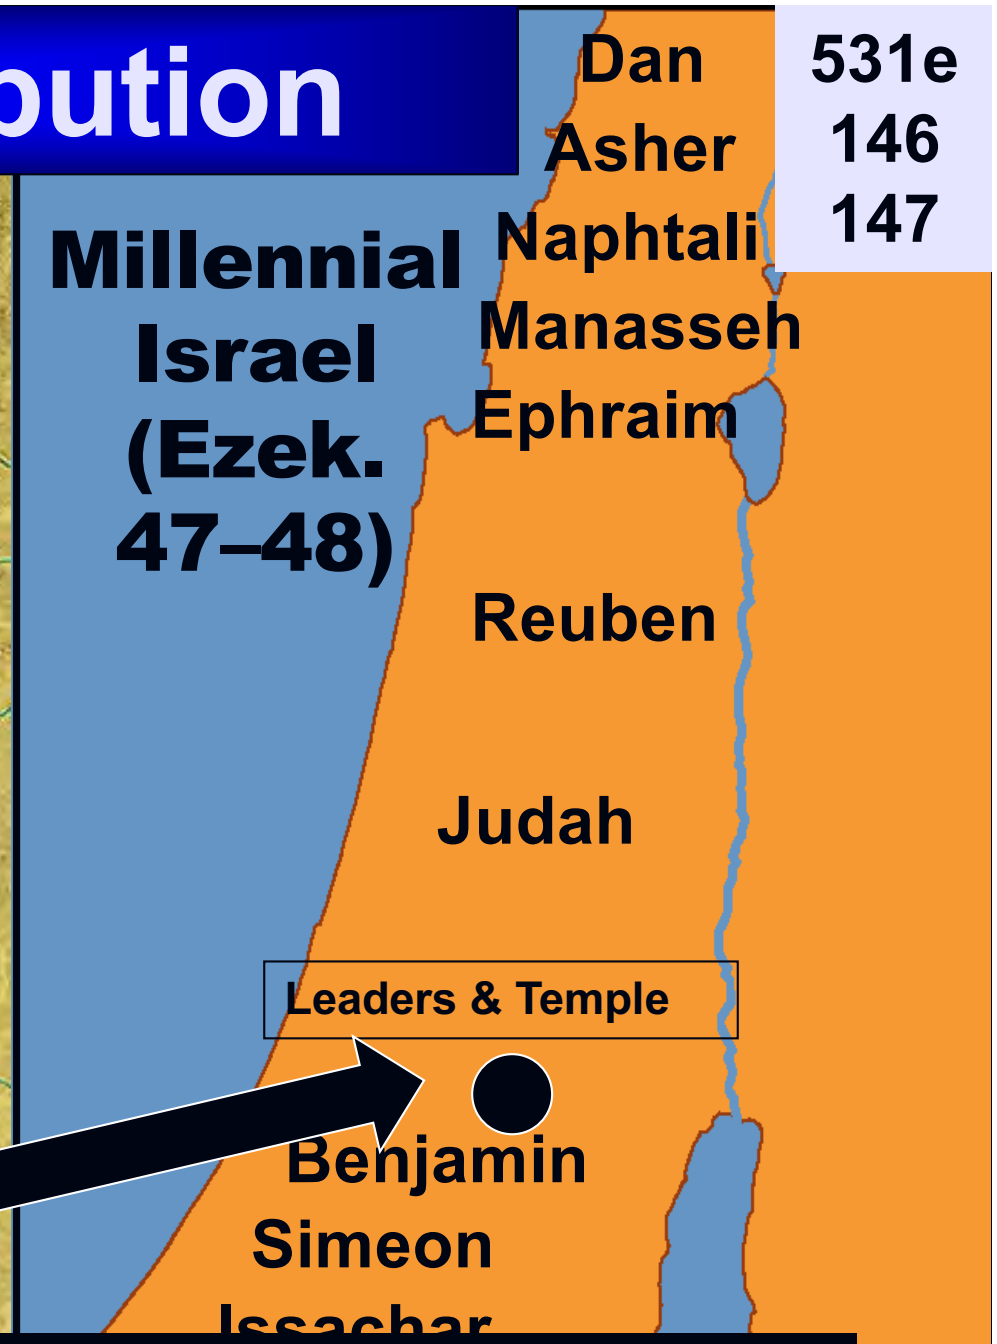 bution
531e
146
147
Millennial
Israel
(Ezek.
47–48)
Dan
Asher
Naphtali
Manasseh
Ephraim
Reuben
Judah
Leaders & Temple
Benjamin
Simeon
Issachar